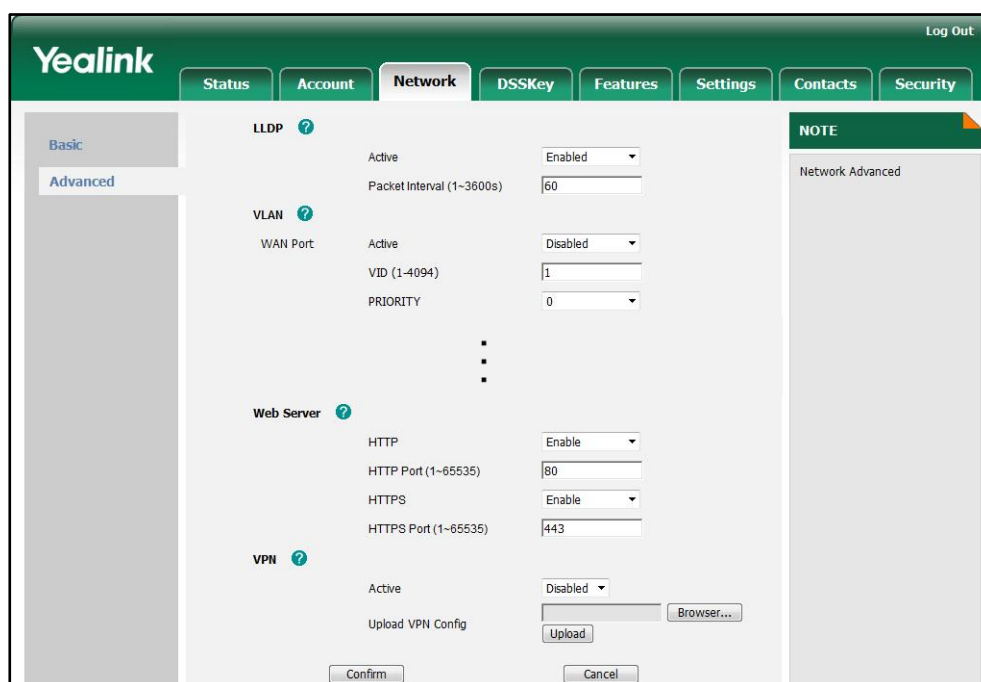 Log Out
Yealink
Status Account Network DSSKey Features Settings Contacts Security
Basic
Advanced
LLDP ?
Active Enabled
Packet Interval (1~3600s) 60
VLAN ?
WAN Port Active Disabled
VID (1-4094) 1
PRIORITY 0
Web Server ?
HTTP Enable
HTTP Port (1~65535) 80
HTTPS Enable
HTTPS Port (1~65535) 443
VPN ?
Active Disabled
Upload VPN Config Browser...
Upload
Confirm Cancel
NOTE
Network Advanced